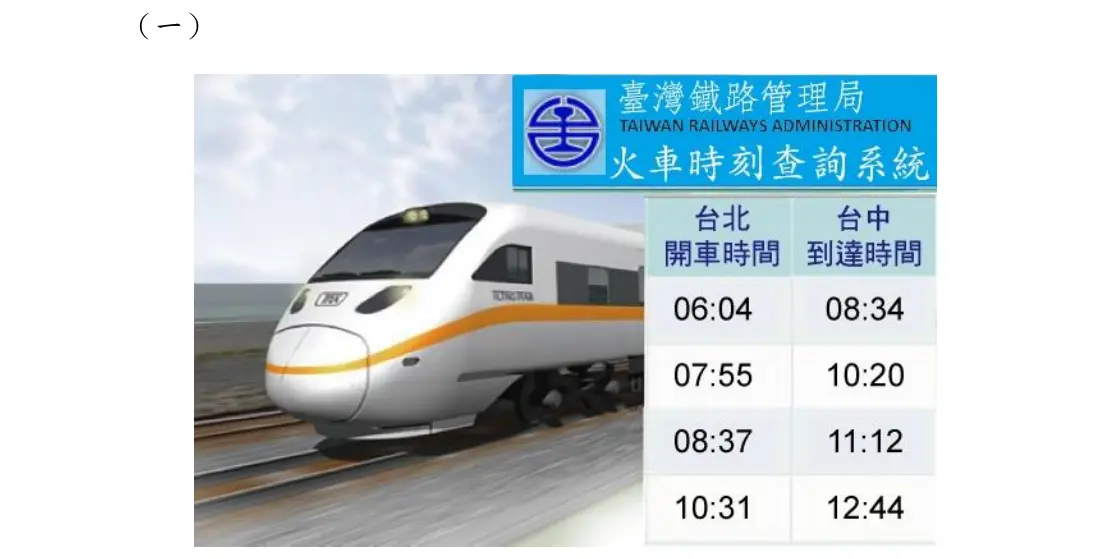 （一）
臺灣鐵路管理局
TAIWAN RAILWAYS ADMINISTRATION
火車時刻查詢系統
台北 台中
開車時間 到達時間
06:04 08:34
07:55 10:20
08:37 11:12
10:31 12:44